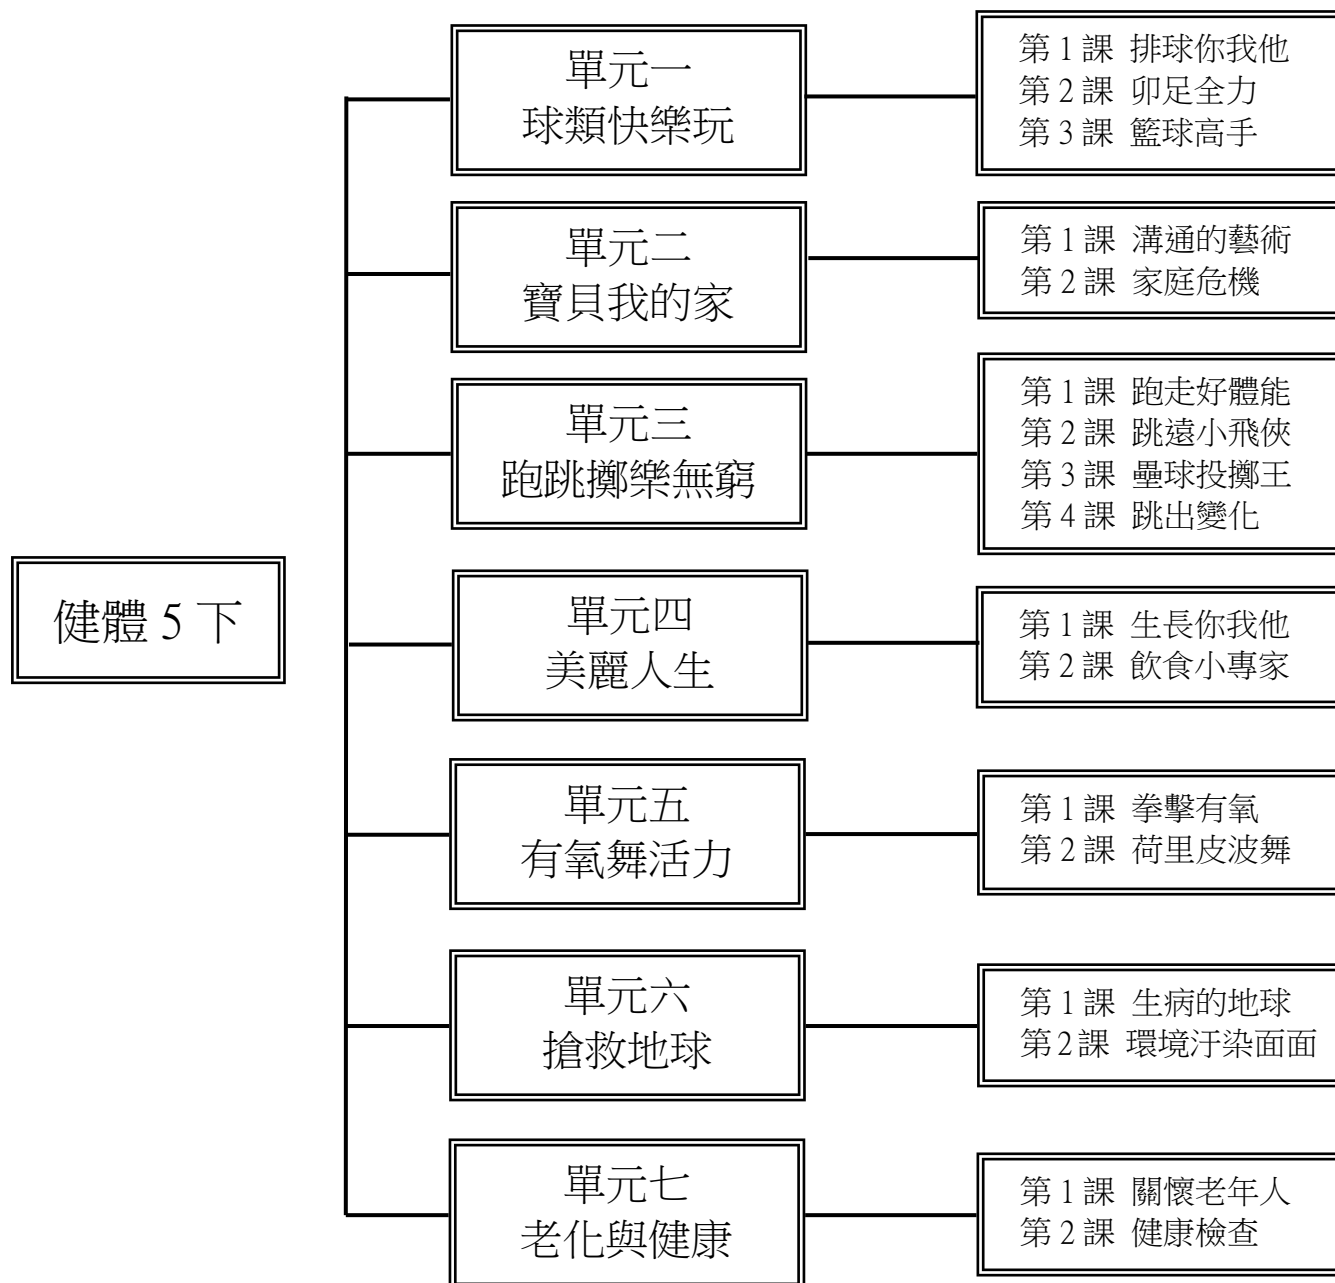 健體 5 下
單元一
球類快樂玩
第 1 課 排球你我他
第 2 課 卯足全力
第 3 課 籃球高手
單元二
寶貝我的家
第 1 課 溝通的藝術
第 2 課 家庭危機
單元三
跑跳擲樂無窮
第 1 課 跑走好體能
第 2 課 跳遠小飛俠
第 3 課 壘球投擲王
第 4 課 跳出變化
單元四
美麗人生
第 1 課 生長你我他
第 2 課 飲食小專家
單元五
有氧舞活力
第 1 課 拳擊有氧
第 2 課 荷里皮波舞
單元六
搶救地球
第 1 課 生病的地球
第2課 環境汙染面面
單元七
老化與健康
第 1 課 關懷老年人
第 2 課 健康檢查